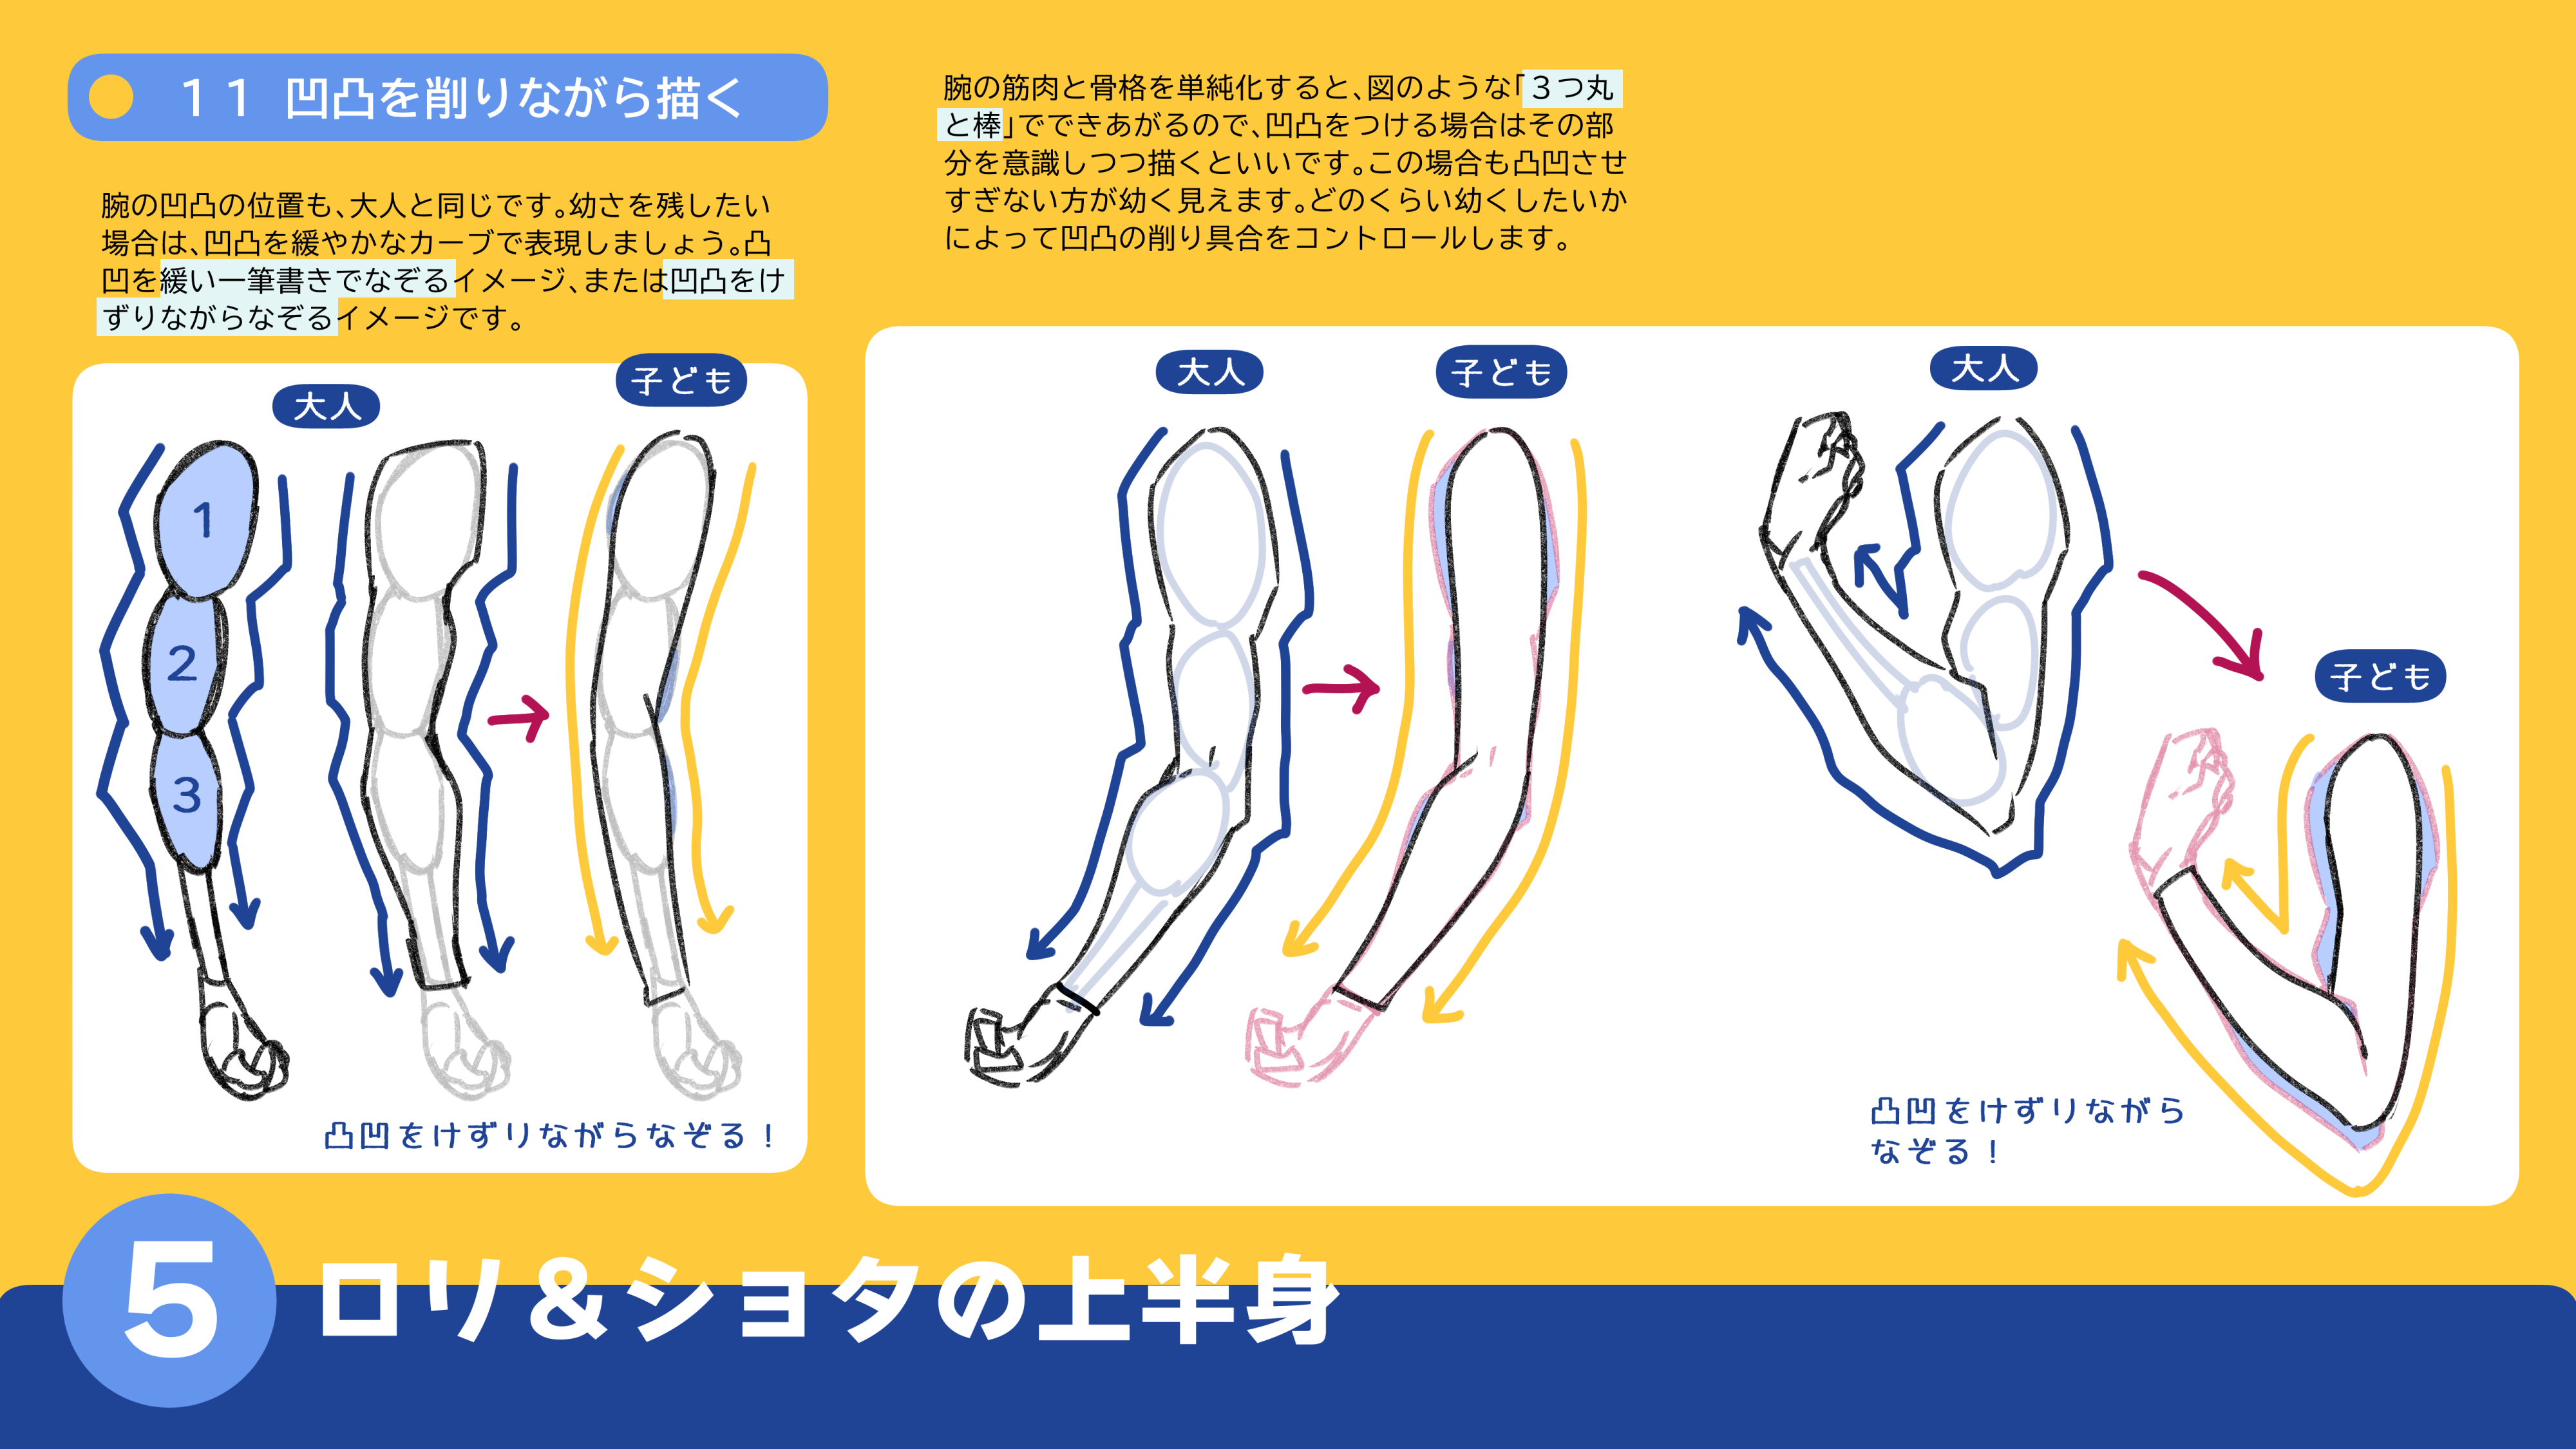 １１ 凹凸を削りながら描く
腕の凹凸の位置も、大人と同じです。幼さを残したい
場合は、凹凸を緩やかなカーブで表現しましょう。凸
凹を緩い一筆書きでなぞるイメージ、または凹凸をけ
ずりながらなぞるイメージです。
大人
子ども
1
2
3
凸凹をけずりながらなぞる！
腕の筋肉と骨格を単純化すると、図のような「３つ丸
と棒」でできあがるので、凹凸をつける場合はその部
分を意識しつつ描くといいです。この場合も凸凹させ
すぎない方が幼く見えます。どのくらい幼くしたいか
によって凹凸の削り具合をコントロールします。
大人
子ども
大人
子ども
凸凹をけずりながら
なぞる！
5 ロリ＆ショタの上半身